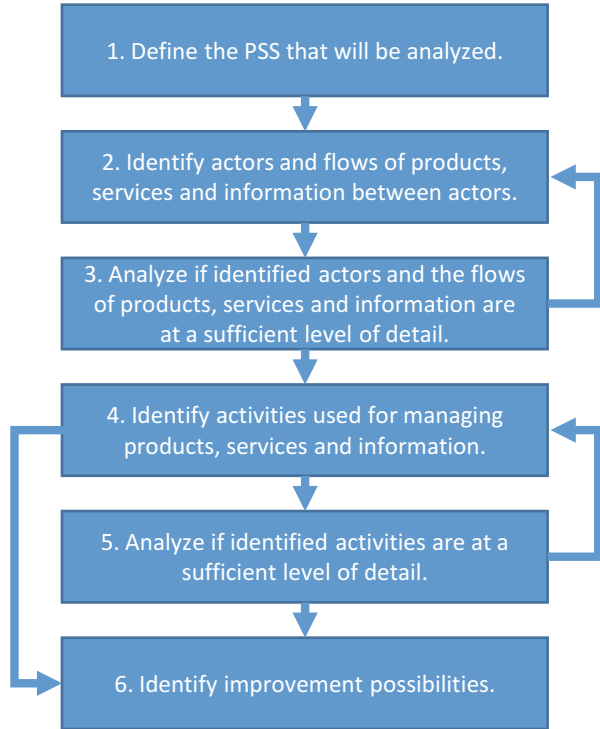 1. Define the PSS that will be analyzed.
2. Identify actors and flows of products,
services and information between actors.
3. Analyze if identified actors and the flows
of products, services and information are
at a sufficient level of detail.
4. Identify activities used for managing
products, services and information.
5. Analyze if identified activities are at a
sufficient level of detail.
6. Identify improvement possibilities.